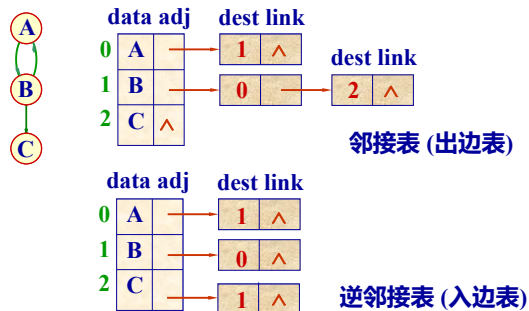 A
B
C
data adj dest link
dest link
0 A 1 ∧
1 B 0 2 ∧
2 C ∧
邻接表 (出边表)
data adj dest link
0 A 1 ∧
1 B 0 ∧
2 C 1 ∧
逆邻接表 (入边表)